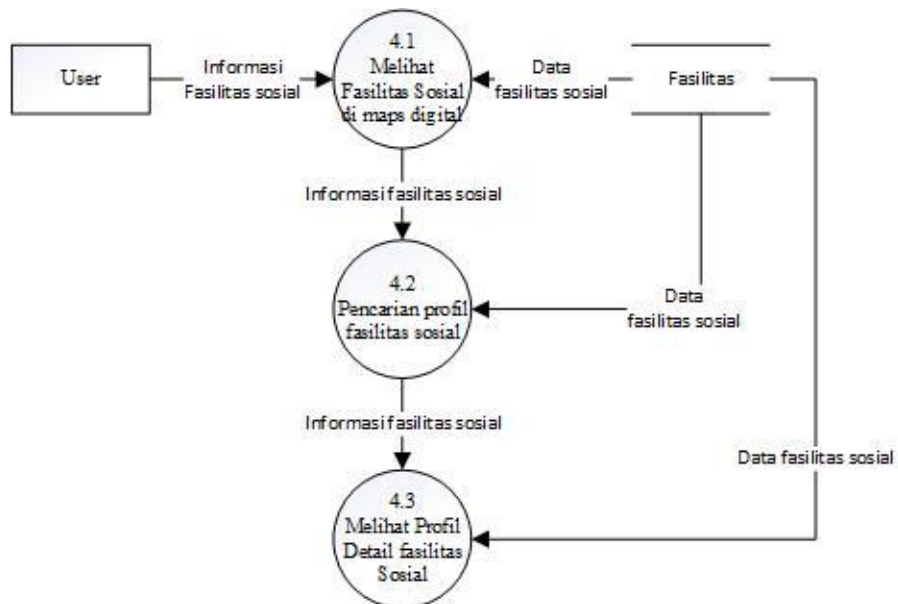 User
Informasi
Fasilitas sosial
4.1
Melihat
Fasilitas Sosial
di maps digital
Data
fasilitas sosial
Fasilitas
Informasi fasilitas sosial
4.2
Pencarian profil
fasilitas sosial
Data
fasilitas sosial
Informasi fasilitas sosial
Data fasilitas sosial
4.3
Melihat Profil
Detail fasilitas
Sosial